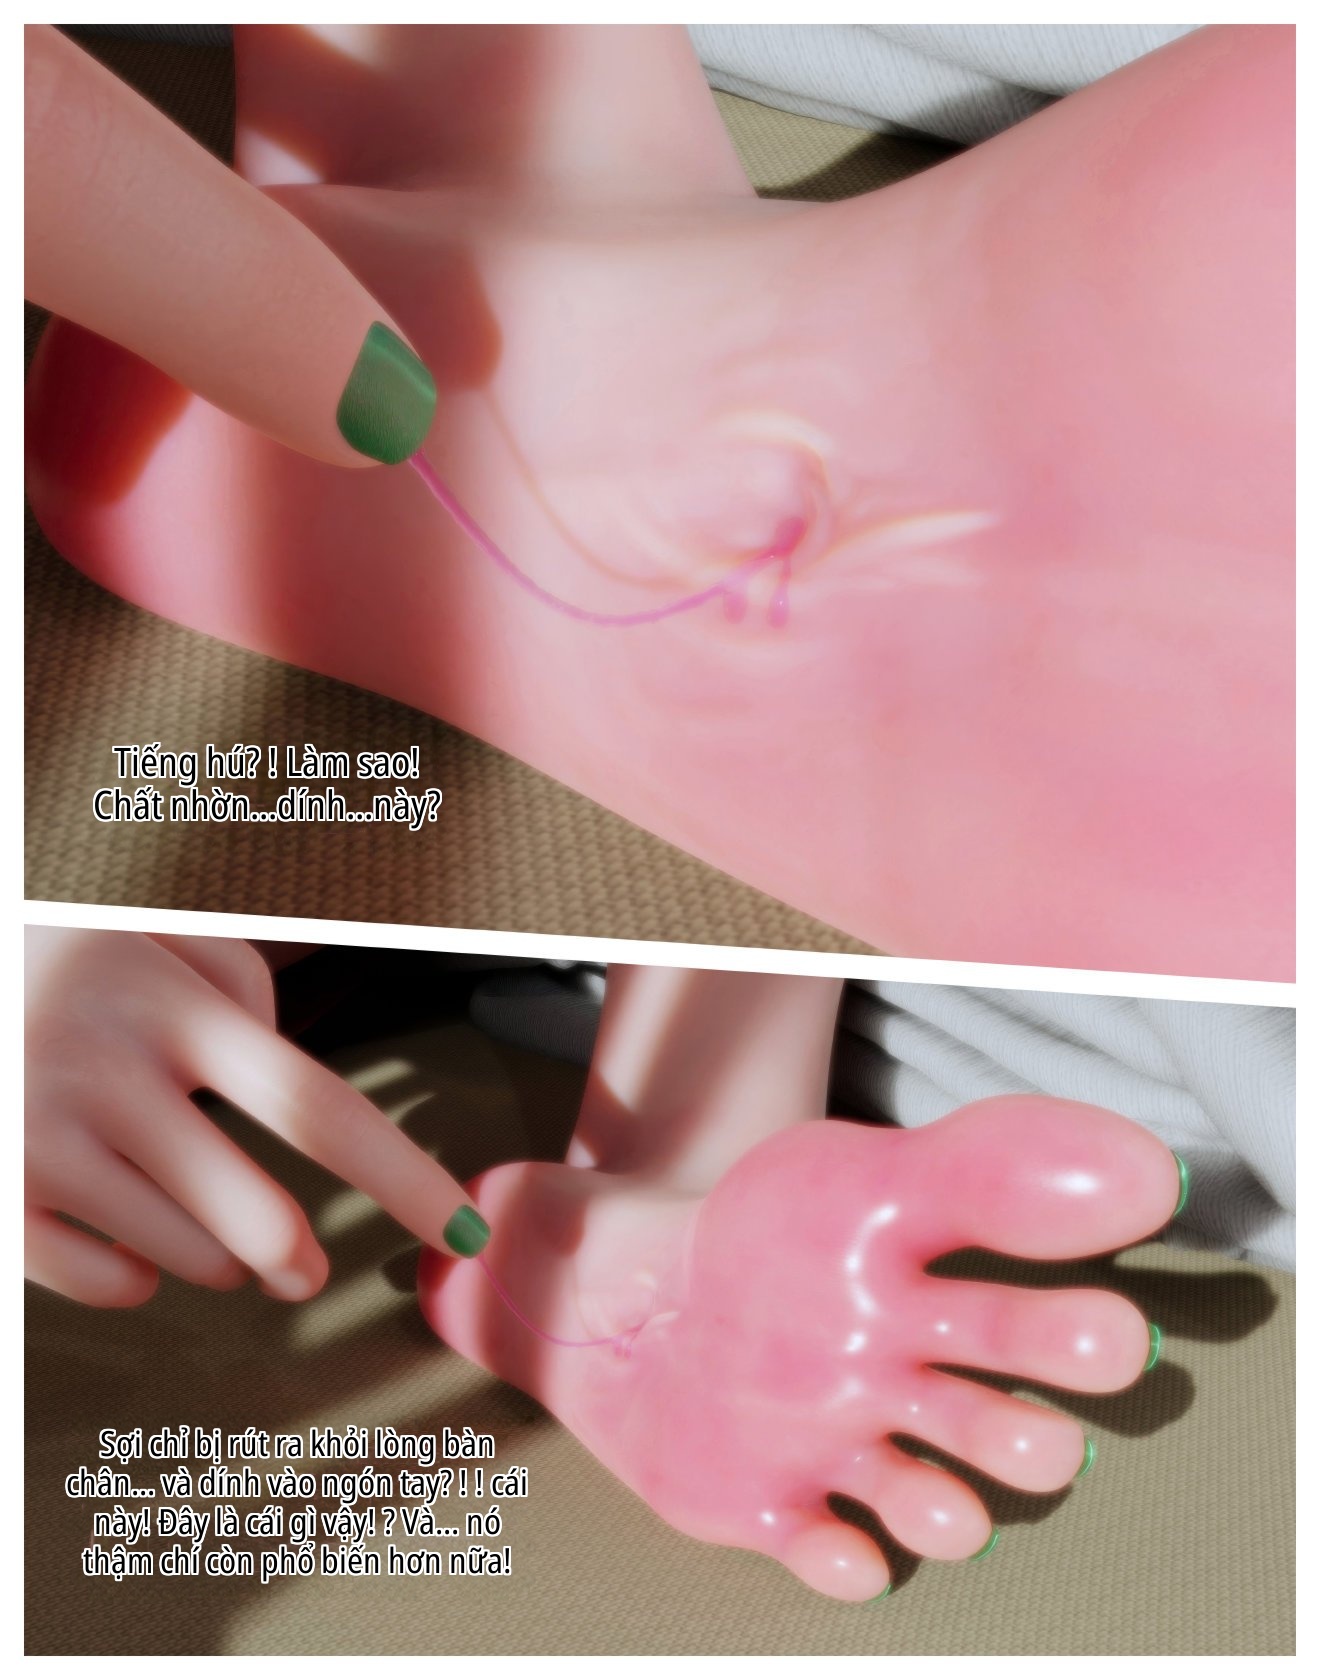 Tiếng hú? ! Làm sao!
Chất nhờn...dính...này?
Sợi chỉ bị rút ra khỏi lòng bàn
chân... và dính vào ngón tay? ! ! cái
này! Đây là cái gì vậy! ? Và... nó
thậm chí còn phổ biến hơn nữa!